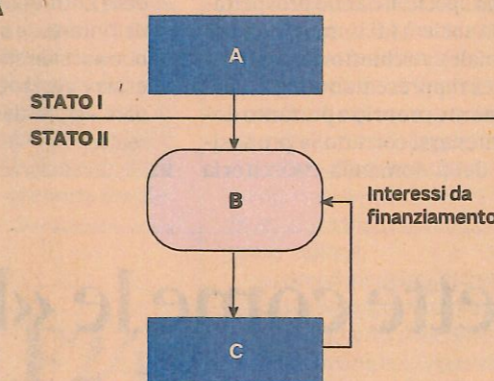 A
A
STATO I
STATO II
B
Interessi da
finanziamento
C